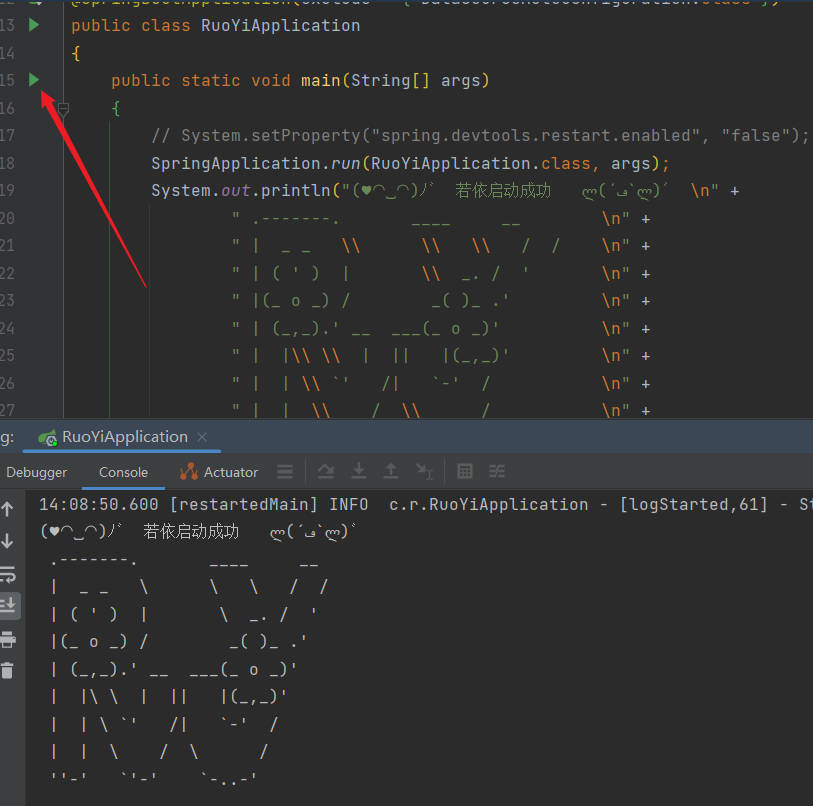 13 public class RuoYiApplication
14 {
15 public static void main(String[] args)
16 {
17 // System.setProperty("spring.devtools.restart.enabled", "false");
18 SpringApplication.run(RuoYiApplication.class, args);
19 System.out.println("(♥◠‿◠)ノ゙  若依启动成功   ლ(´ڡ`ლ)゙  \n" +
20 " .-------.       ____     __        \n" +
21 " |  _ _   \\      \\   \\   /  /    \n" +
22 " | ( ' )  |       \\  _. /  '       \n" +
23 " |(_ o _) /        _( )_ .'         \n" +
24 " | (_,_).' __  ___(_ o _)'          \n" +
25 " |  |\\ \\  |  ||   |(_,_)'         \n" +
26 " |  | \\ `'   /|   `-'  /           \n" +
27 " |  |  \\    /  \\      /           \n" +
g: RuoYiApplication
Debugger Console Actuator
14:08:50.600 [restartedMain] INFO  c.r.RuoYiApplication - [logStarted,61] - St
(♥◠‿◠)ノ゙  若依启动成功   ლ(´ڡ`ლ)゙
 .-------.       ____     __
 |  _ _   \      \   \   /  /
 | ( ' )  |       \  _. /  '
 |(_ o _) /        _( )_ .'
 | (_,_).' __  ___(_ o _)'
 |  |\ \  |  ||   |(_,_)'
 |  | \ `'   /|   `-'  /
 |  |  \    /  \      /
 ''-'   `'-'    `-..-'